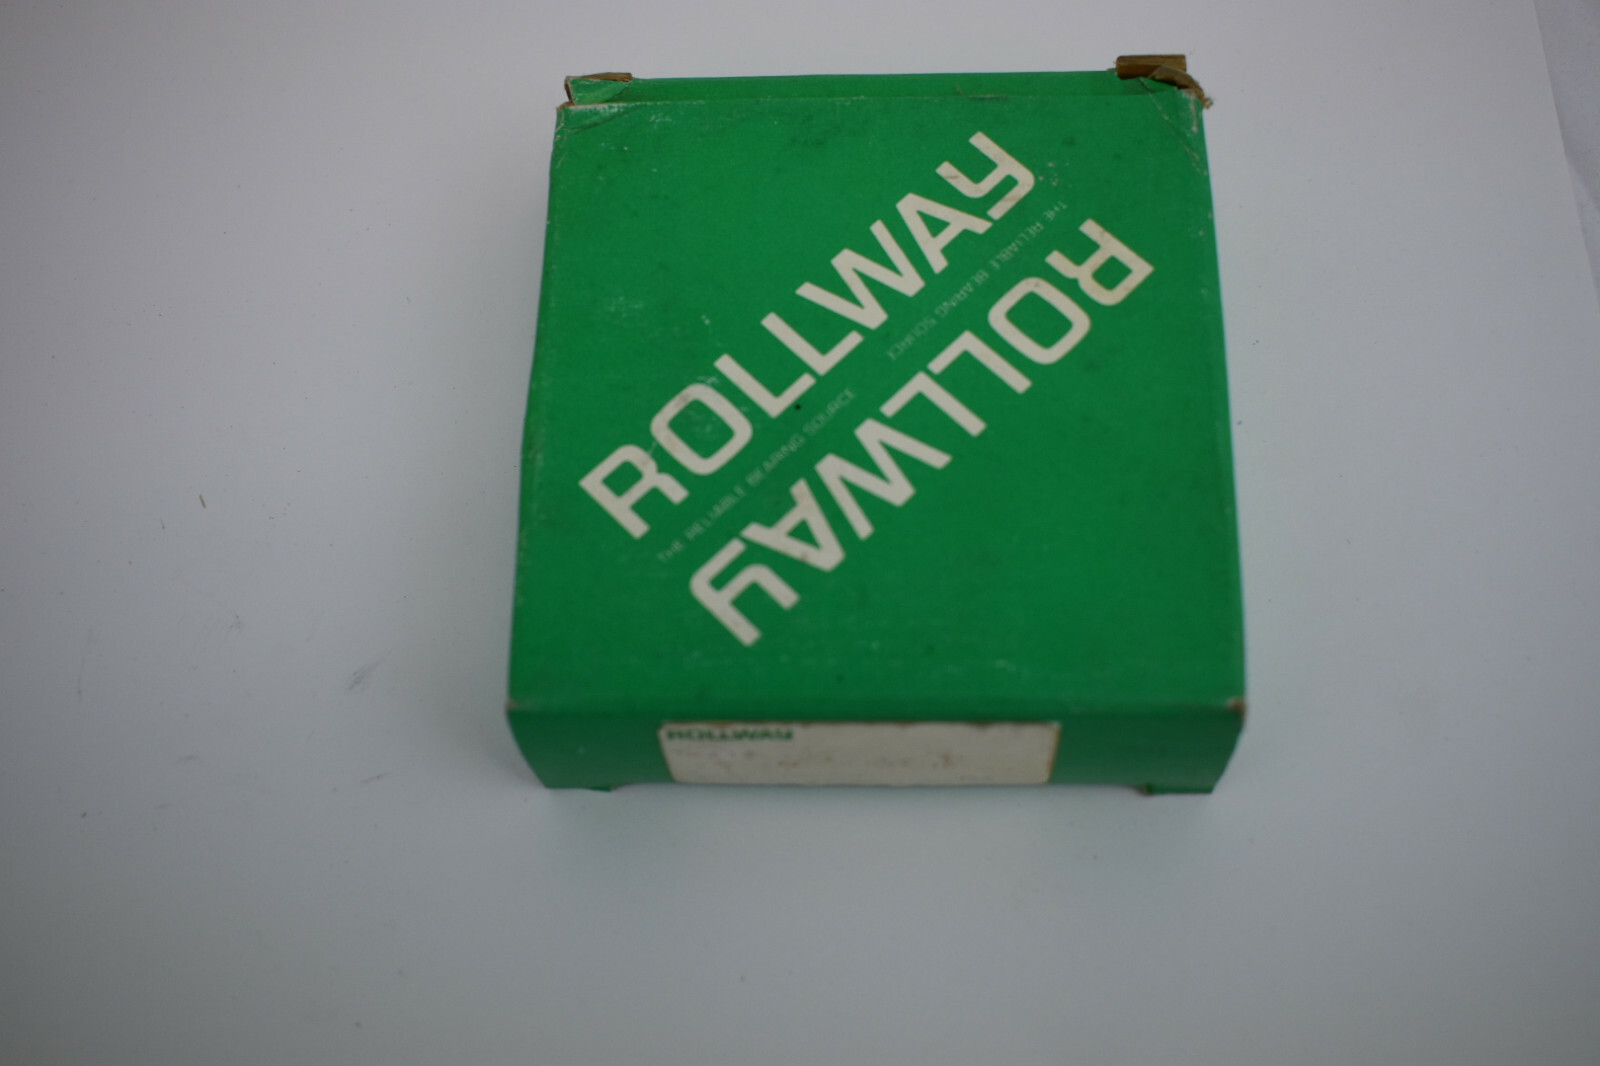 ROLLWAY
THE RELIABLE BEARING SOURCE
ROLLWAY
THE RELIABLE BEARING SOURCE
ROLLWAY